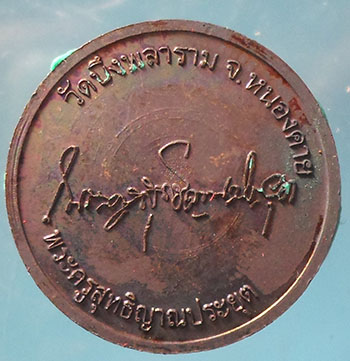 วัดบึงพลาราม จ.หนองคาย
พระครูสุทธิญาณประยุต